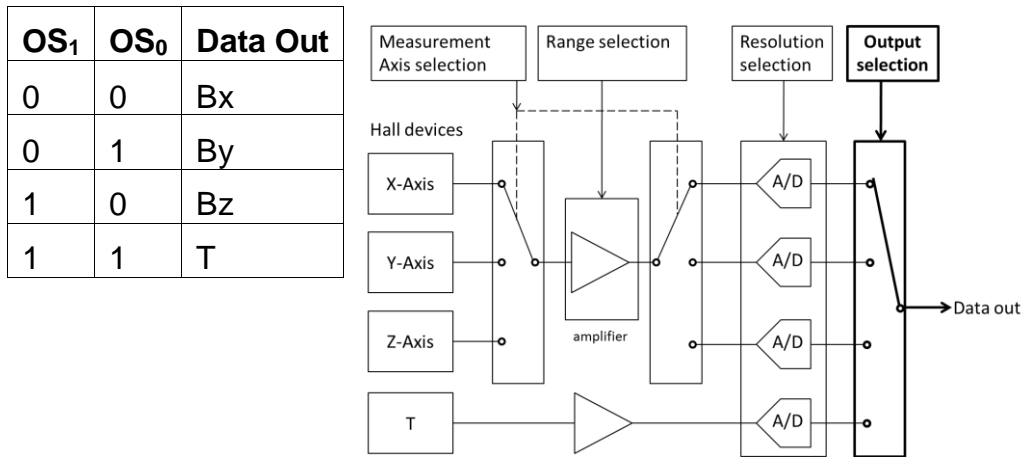 OS₁ OS₀ Data Out
0 0 Bx
0 1 By
1 0 Bz
1 1 T
Measurement
Axis selection
Range selection
Resolution
selection
Output
selection
Hall devices
X-Axis
Y-Axis
Z-Axis
T
amplifier
A/D
A/D
A/D
A/D
Data out